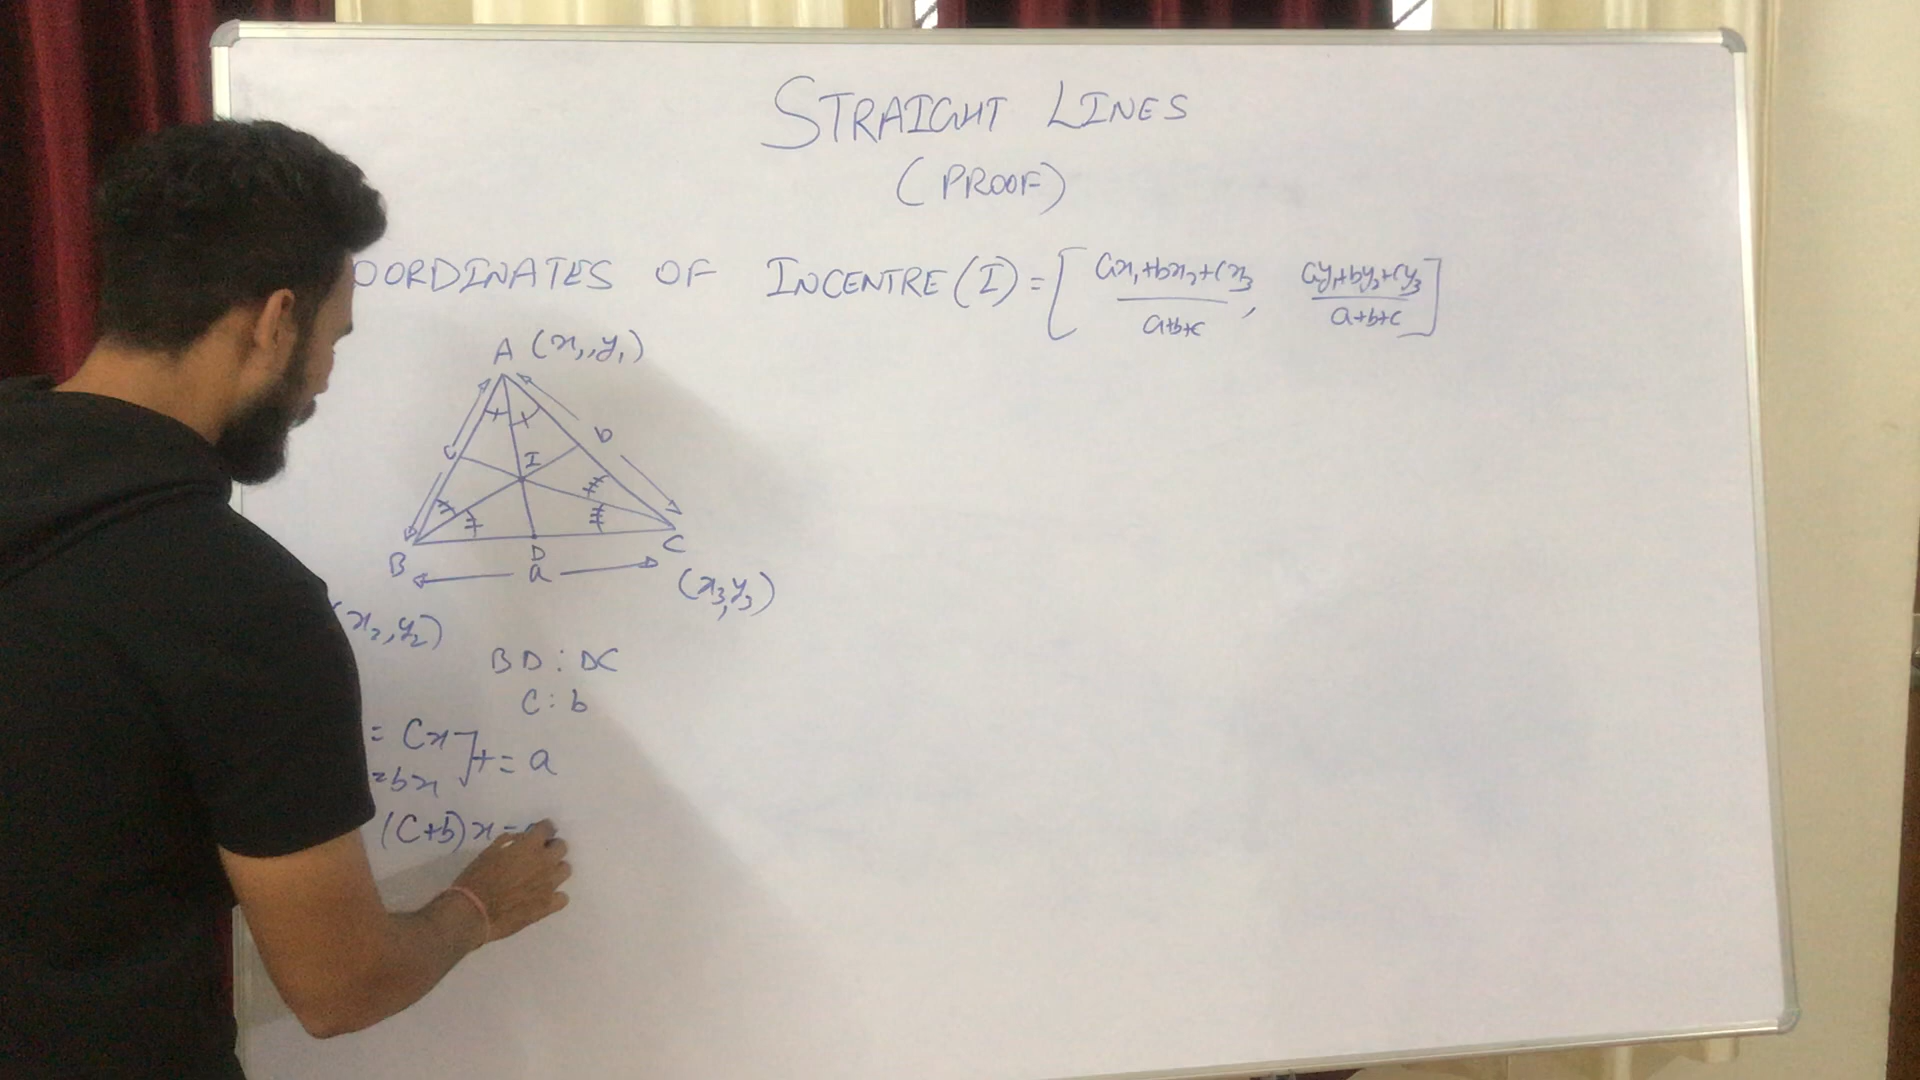 STRAIGHT LINES
(PROOF)
OORDINATES OF INCENTRE (I) = [ ax₁+bx₂+cx₃ / a+b+c , ay₁+by₂+cy₃ / a+b+c ]
A (x₁,y₁)
b
c
I
B
D
C
a
(x₃,y₃)
(x₂,y₂)
BD : DC
C : b
= Cx ] + = a
= bx
(C+b)x =